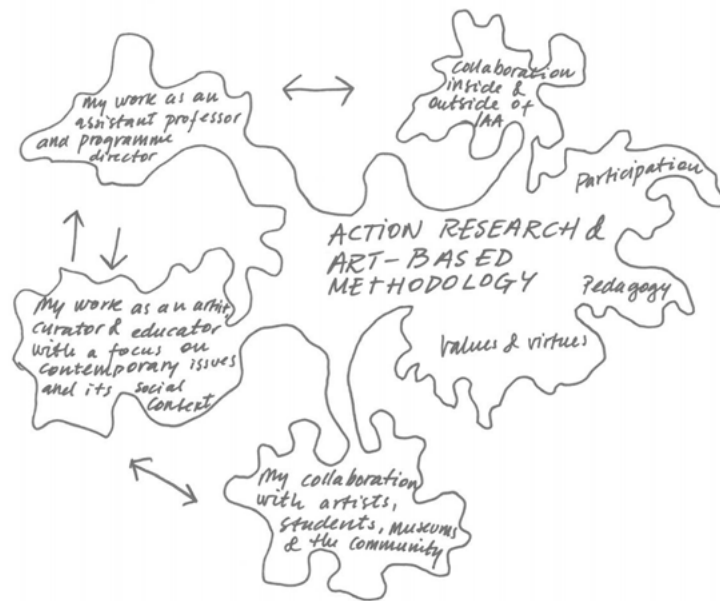 My work as an
assistant professor
and programme
director
Collaboration
inside &
outside of
IAA
Participation
ACTION RESEARCH &
ART-BASED
METHODOLOGY
Pedagogy
Values & virtues
My work as an artist,
curator & educator
with a focus on
contemporary issues
and its social
context
My collaboration
with artists,
students, museums
& the community